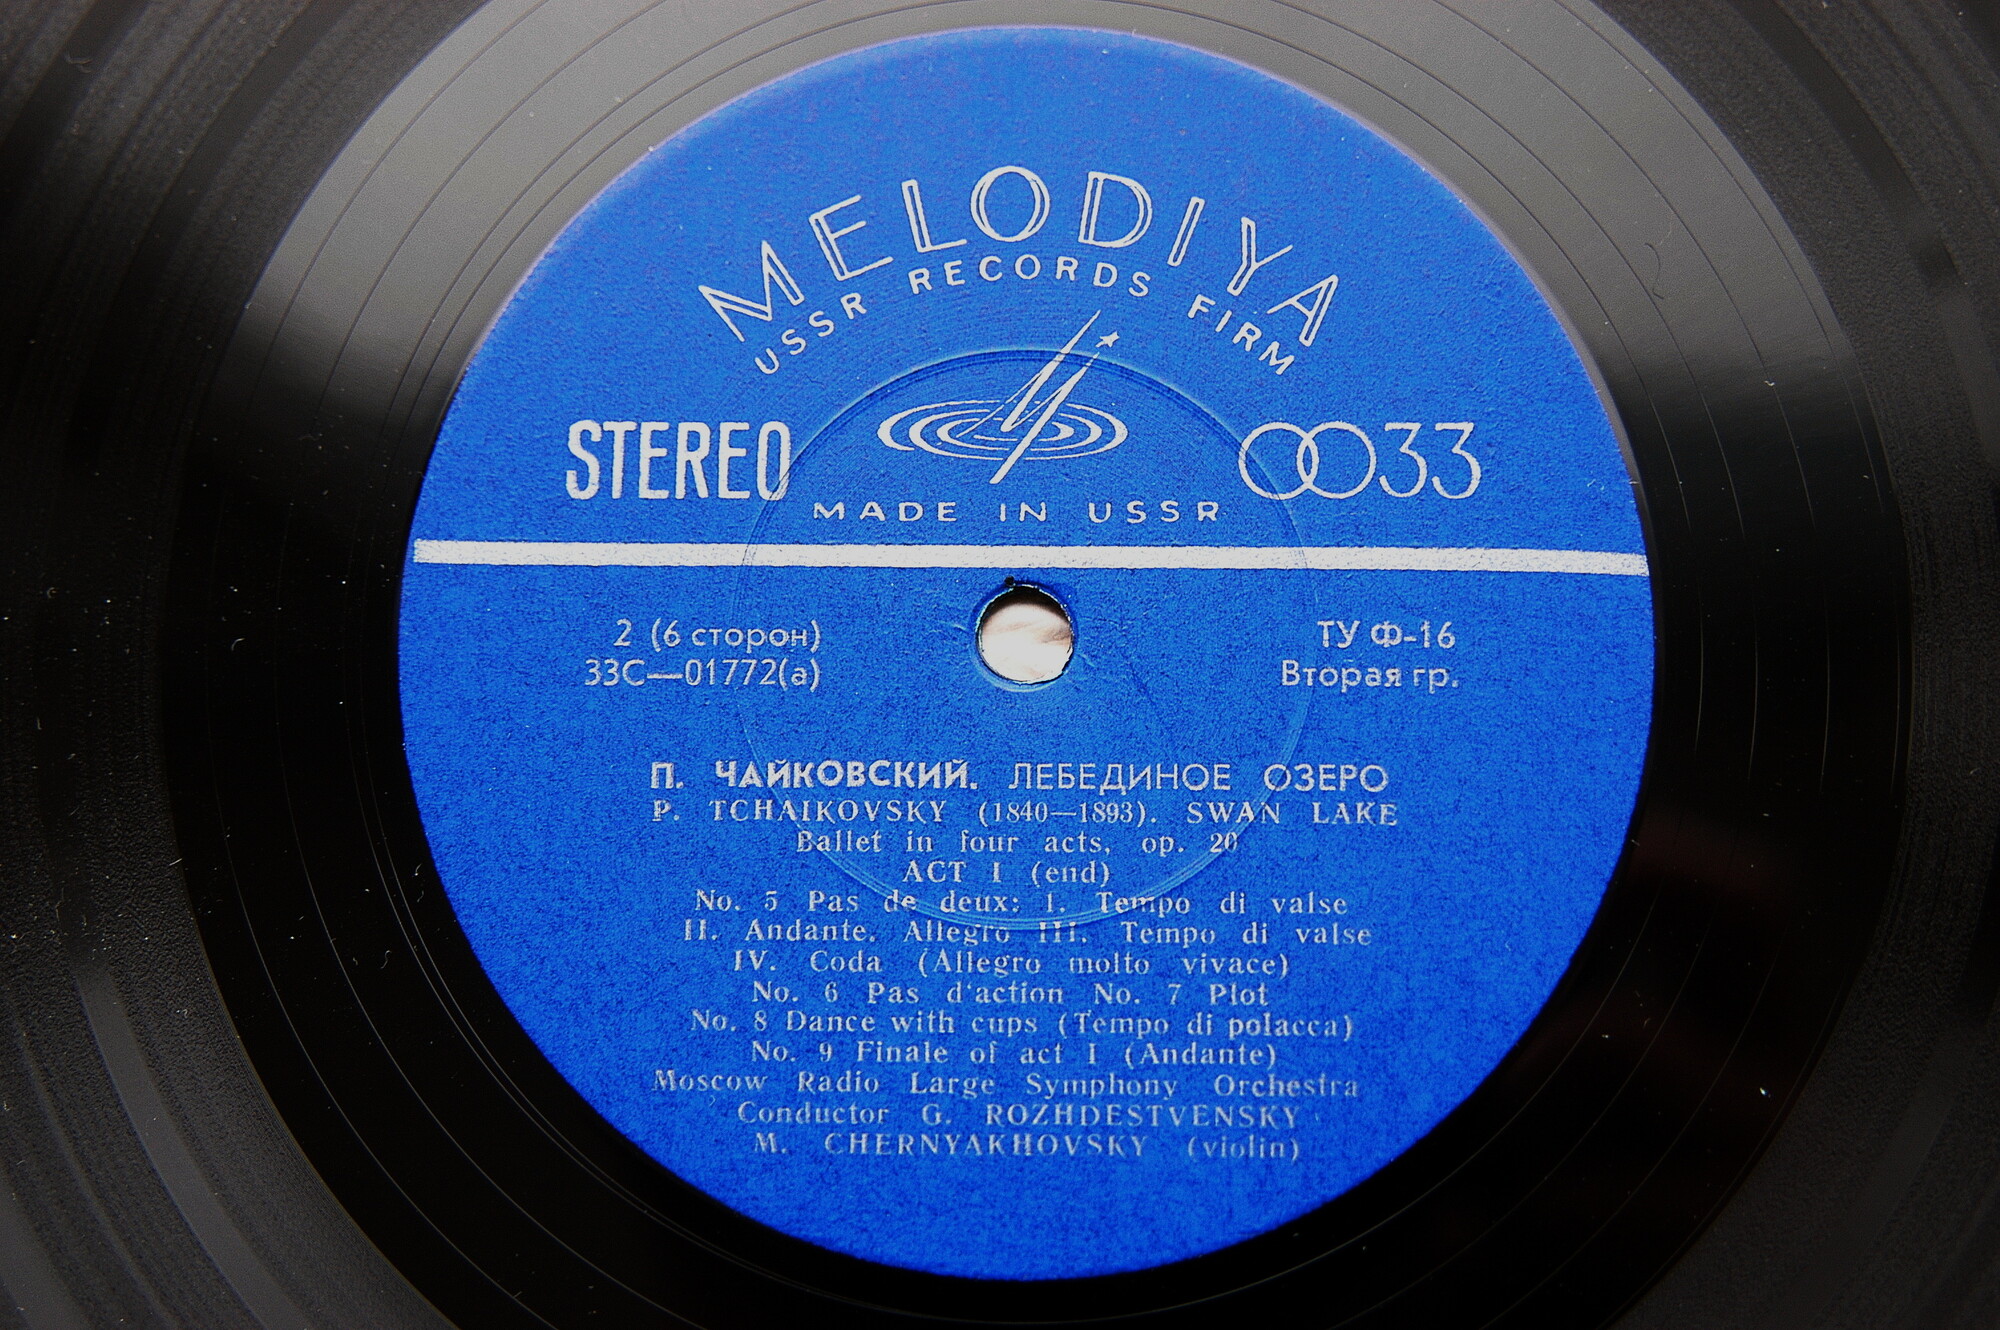 MELODIYA
USSR RECORDS FIRM
STEREO
33
MADE IN USSR
2 (6 сторон)
33С—01772(а)
ТУ Ф-16
Вторая гр.
П. ЧАЙКОВСКИЙ. ЛЕБЕДИНОЕ ОЗЕРО
P. TCHAIKOVSKY (1840—1893). SWAN LAKE
Ballet in four acts, op. 20
ACT I (end)
No. 5 Pas de deux: I. Tempo di valse
II. Andante. Allegro III. Tempo di valse
IV. Coda (Allegro molto vivace)
No. 6 Pas d'action No. 7 Plot
No. 8 Dance with cups (Tempo di polacca)
No. 9 Finale of act I (Andante)
Moscow Radio Large Symphony Orchestra
Conductor G. ROZHDESTVENSKY
M. CHERNYAKHOVSKY (violin)